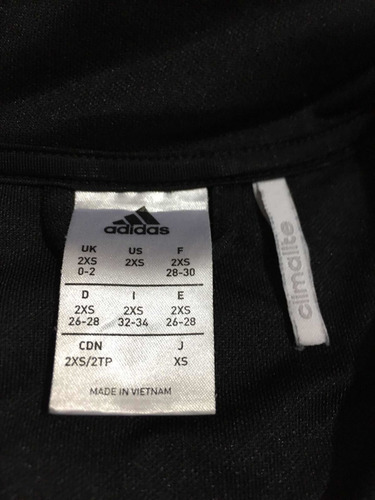 adidas
UK US F
2XS 2XS 2XS
0-2 28-30
D I E
2XS 2XS 2XS
26-28 32-34 26-28
CDN J
2XS/2TP XS
MADE IN VIETNAM
climalite